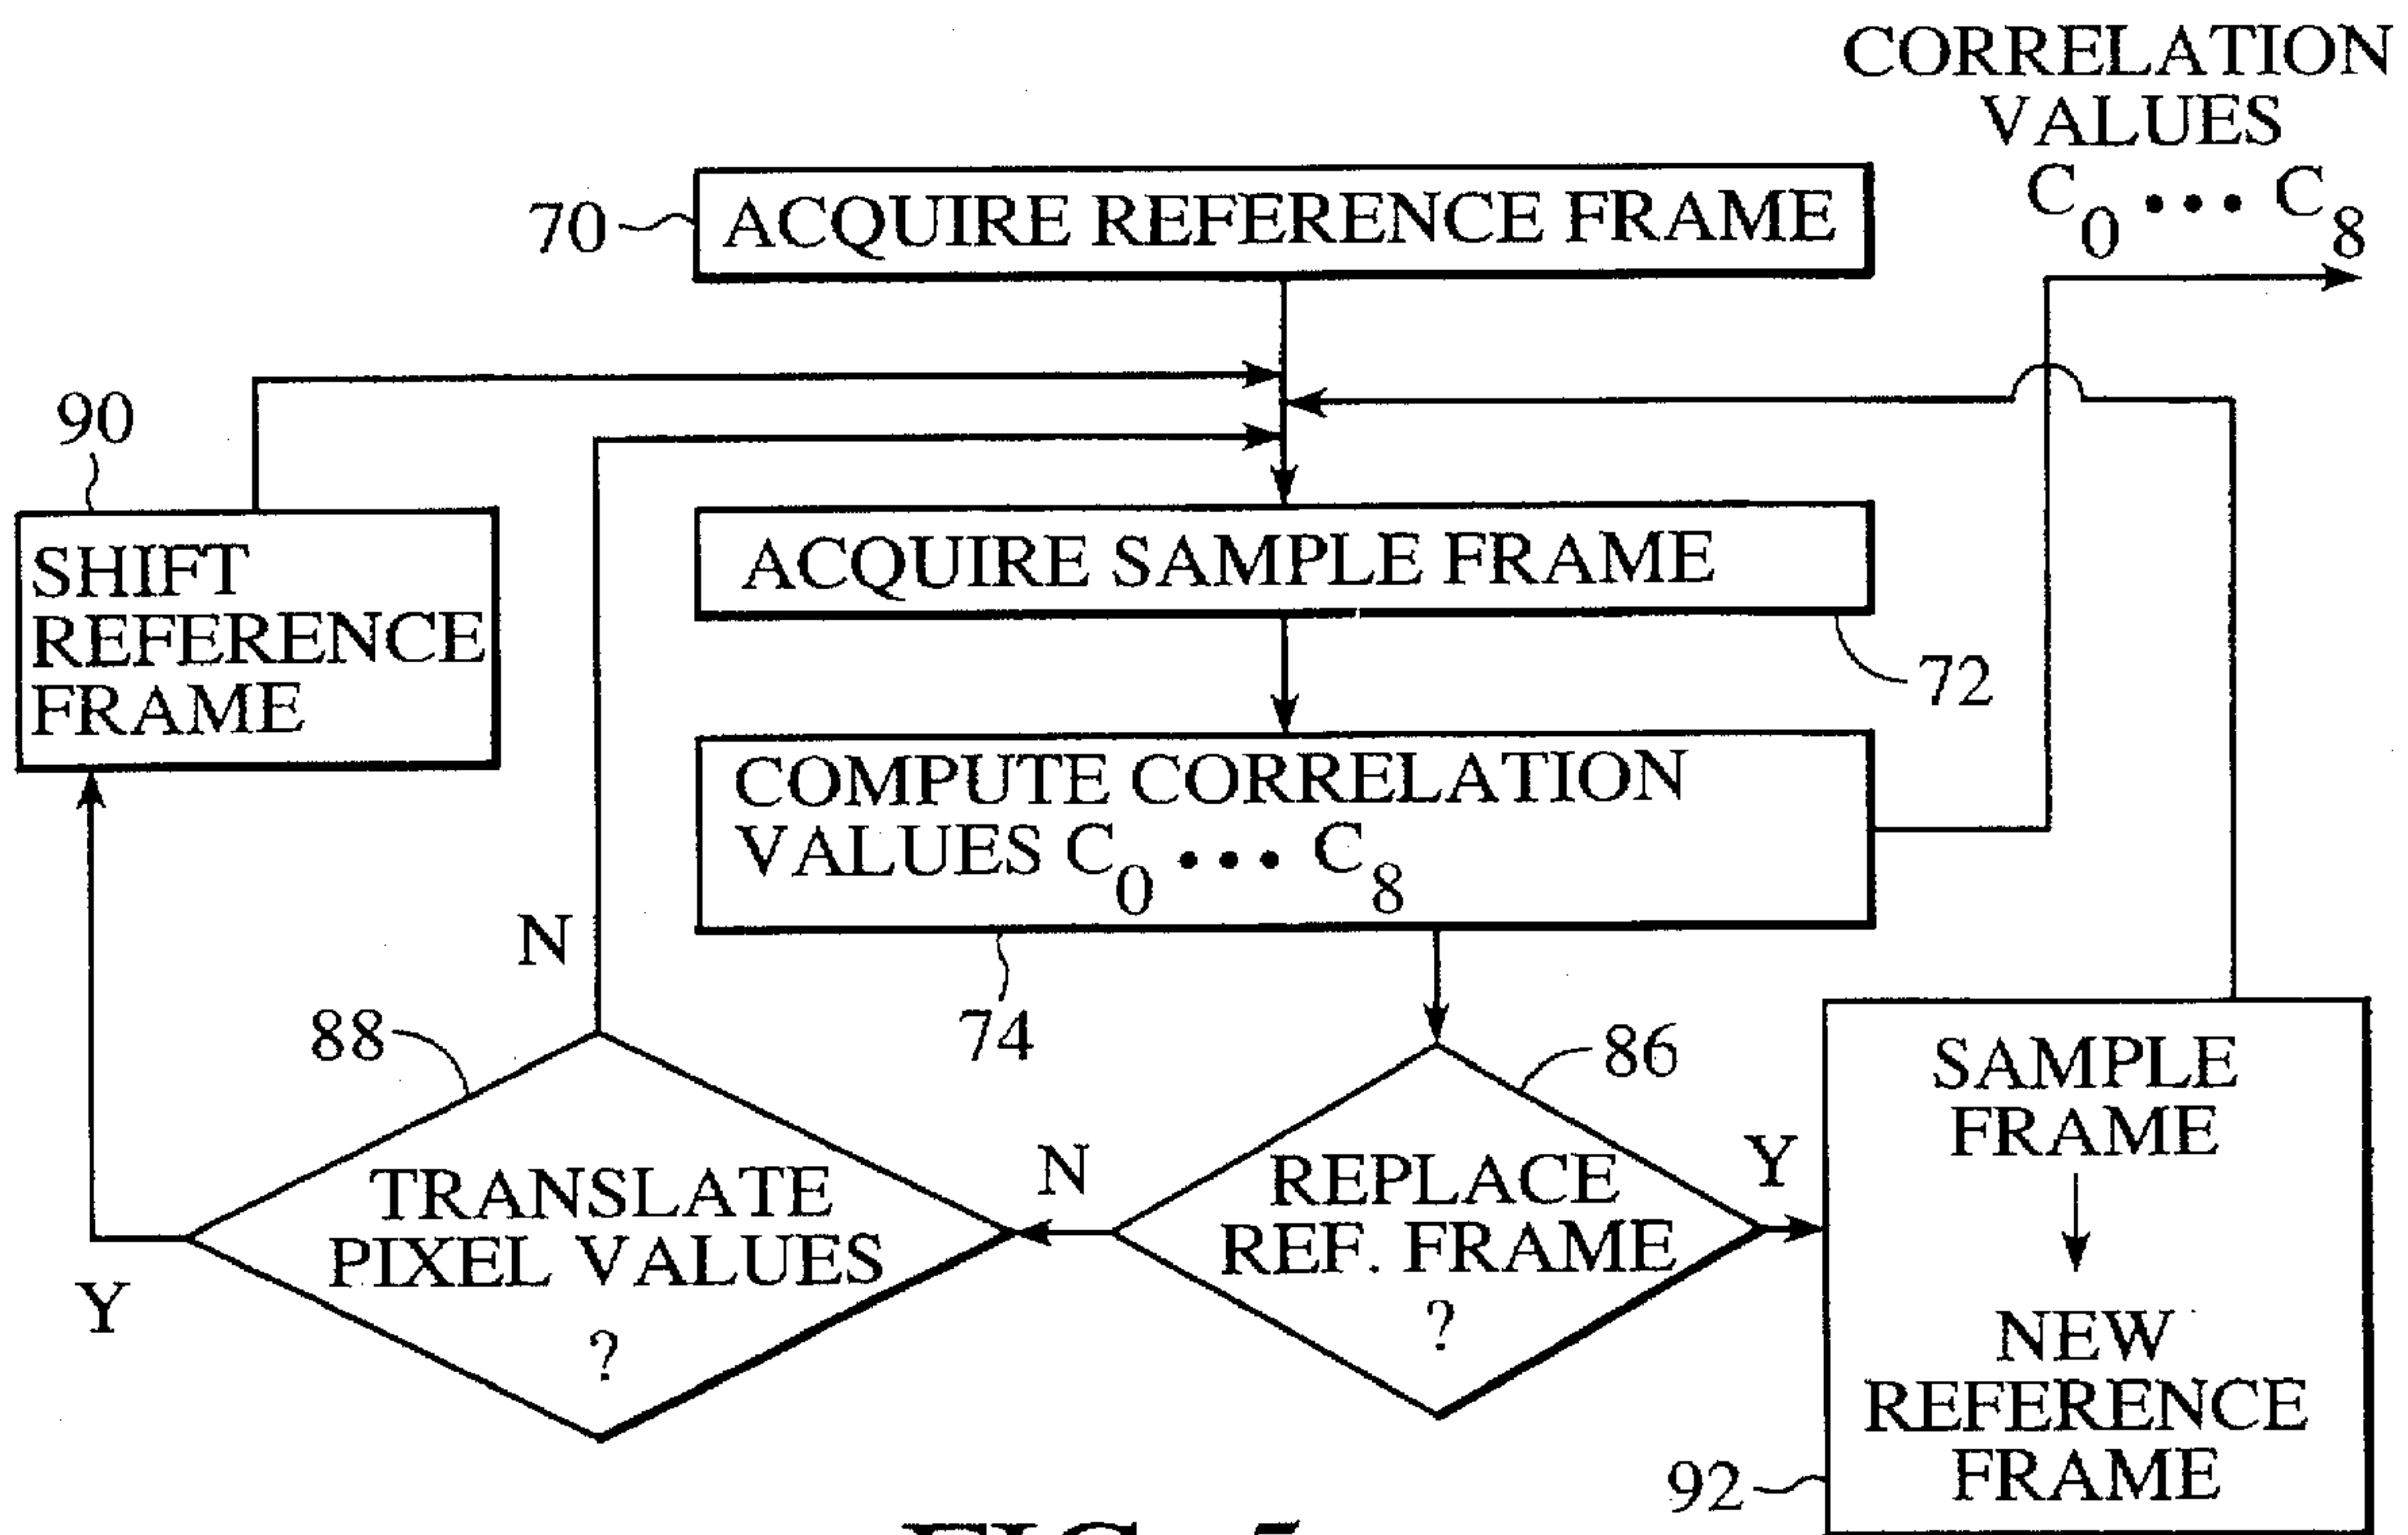 CORRELATION
VALUES
C0 ••• C8
70
ACQUIRE REFERENCE FRAME
90
SHIFT
REFERENCE
FRAME
ACQUIRE SAMPLE FRAME
72
COMPUTE CORRELATION
VALUES C0 ••• C8
74
N
88
TRANSLATE
PIXEL VALUES
?
Y
N
86
REPLACE
REF. FRAME
?
Y
SAMPLE
FRAME
NEW
REFERENCE
FRAME
92